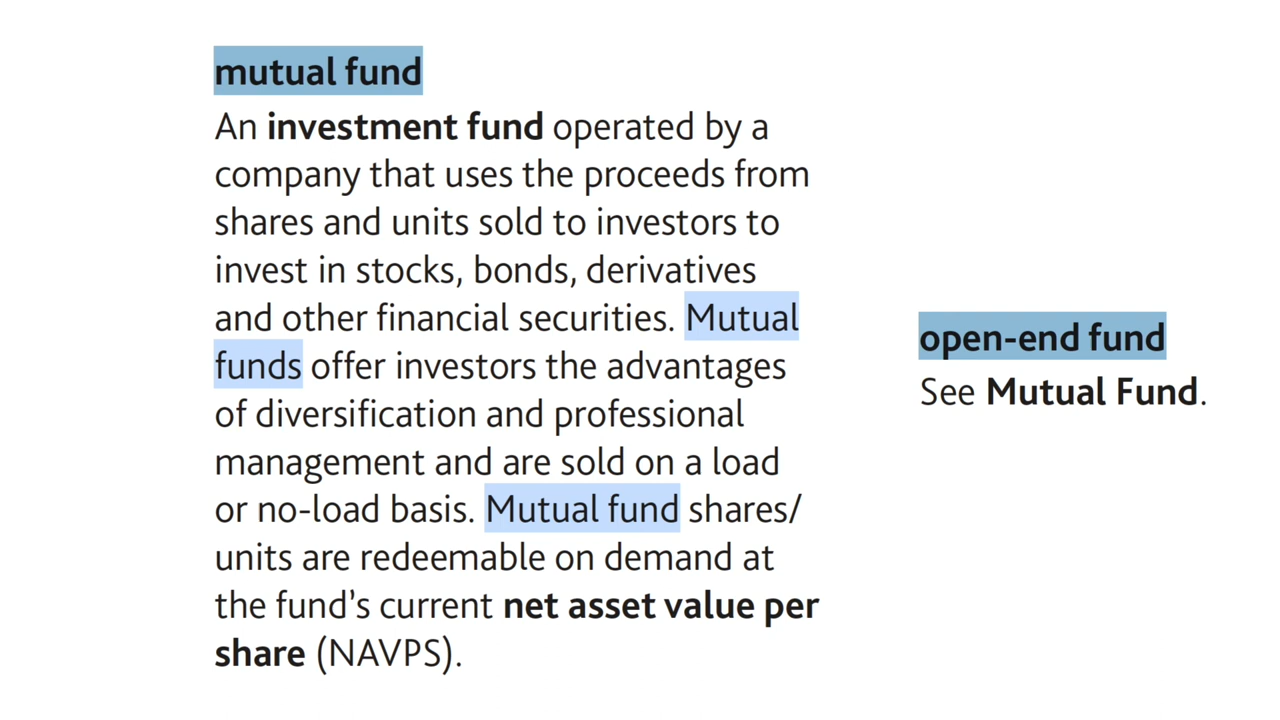 mutual fund
An investment fund operated by a
company that uses the proceeds from
shares and units sold to investors to
invest in stocks, bonds, derivatives
and other financial securities. Mutual
funds offer investors the advantages
of diversification and professional
management and are sold on a load
or no-load basis. Mutual fund shares/
units are redeemable on demand at
the fund’s current net asset value per
share (NAVPS).
open-end fund
See Mutual Fund.